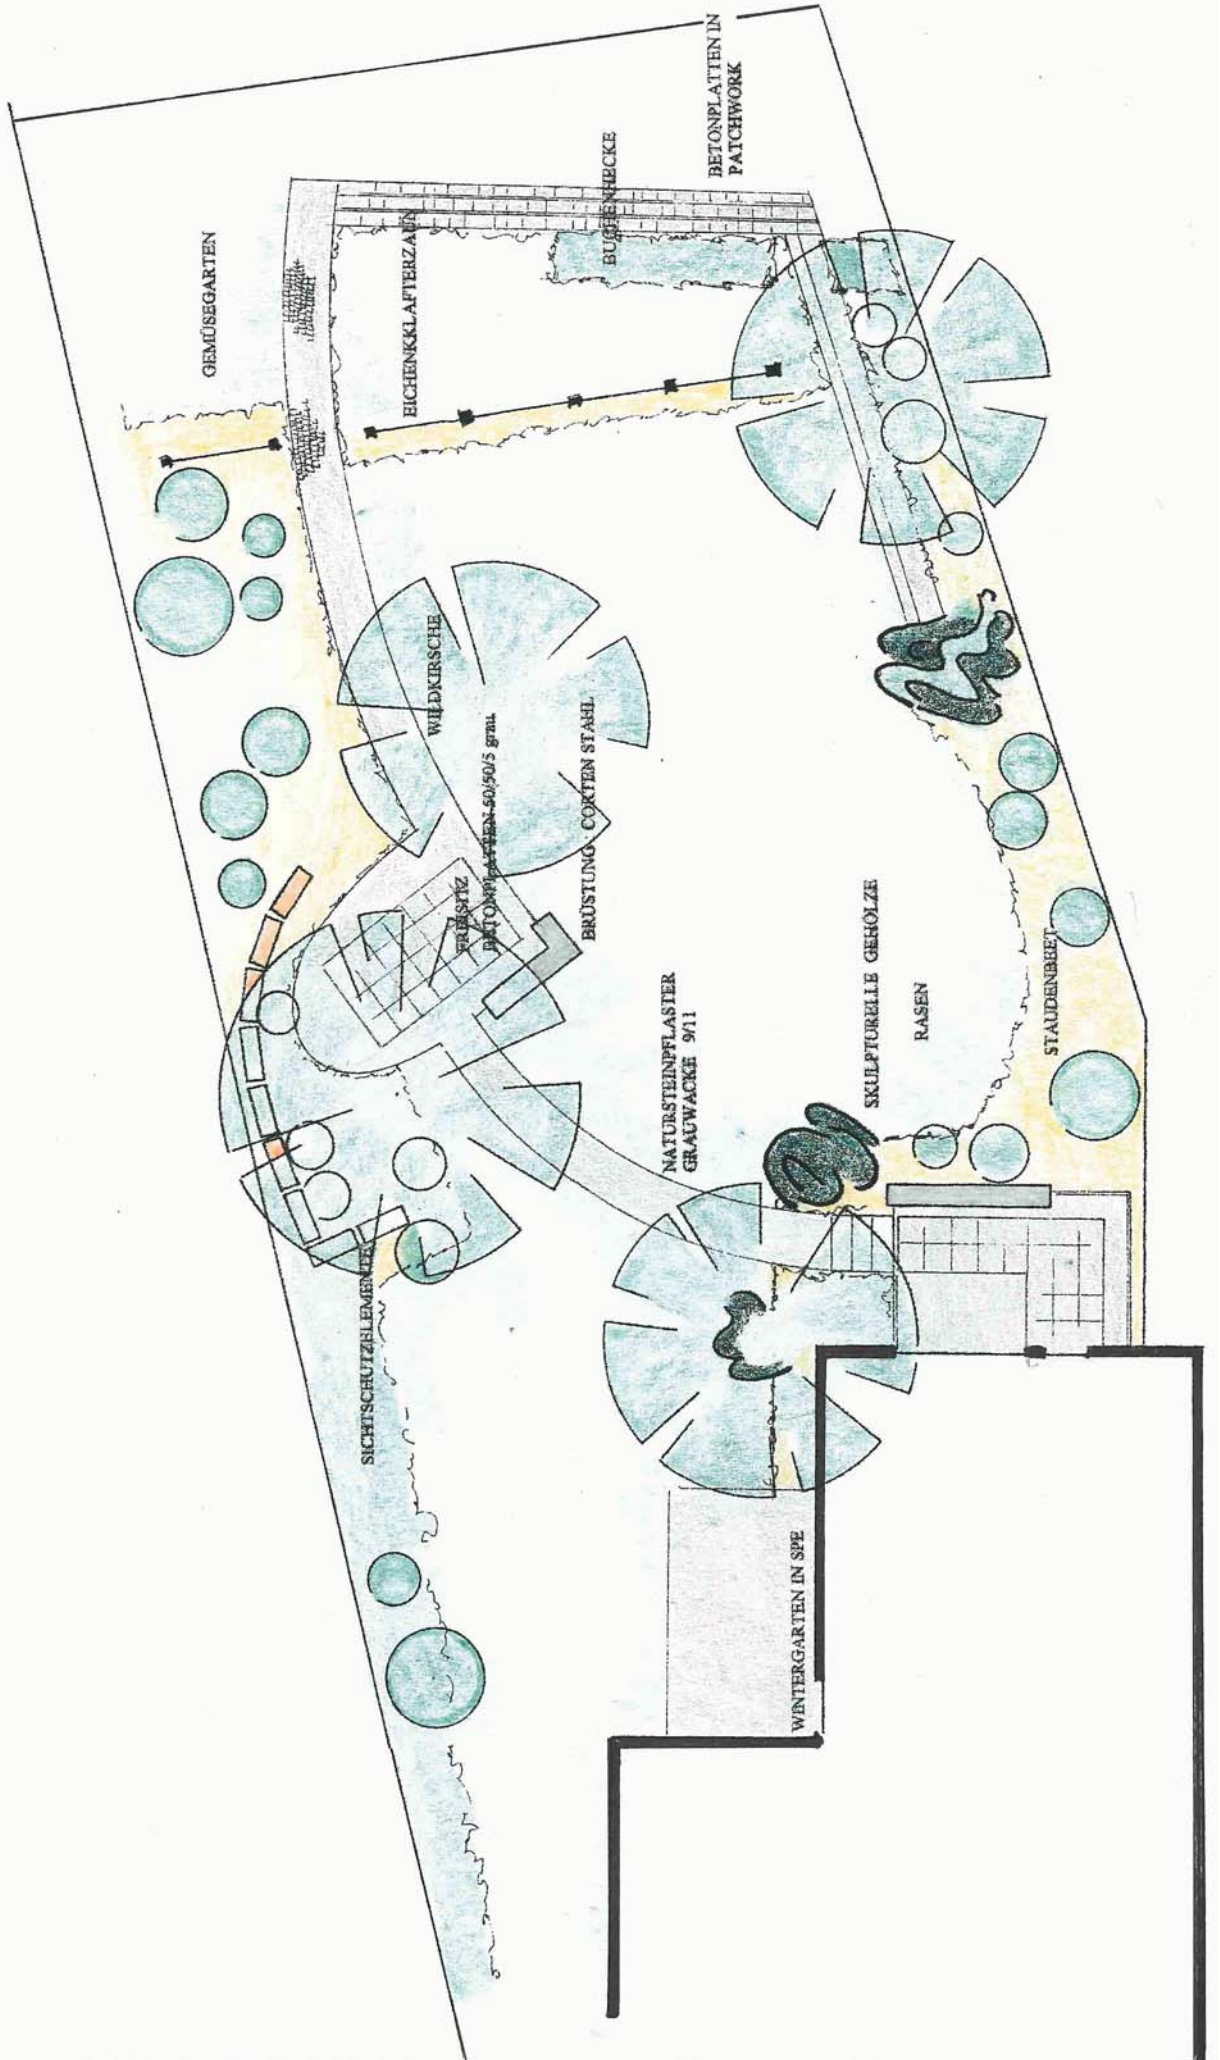 GEMÜSEGARTEN
EICHENKLAFTERZAUN
BUCHENHECKE
BETONPLATTEN IN
PATCHWORK
WILDKIRSCHE
FREISITZ
BETONPLATTEN 50/50/5 grau
BRÜSTUNG CORTEN STAHL
NATURSTEINPFLASTER
GRAUWACKE 9/11
SKULPTURELLE GEHÖLZE
RASEN
STAUDENBEET
SICHTSCHUTZELEMENTE
WINTERGARTEN IN SPE